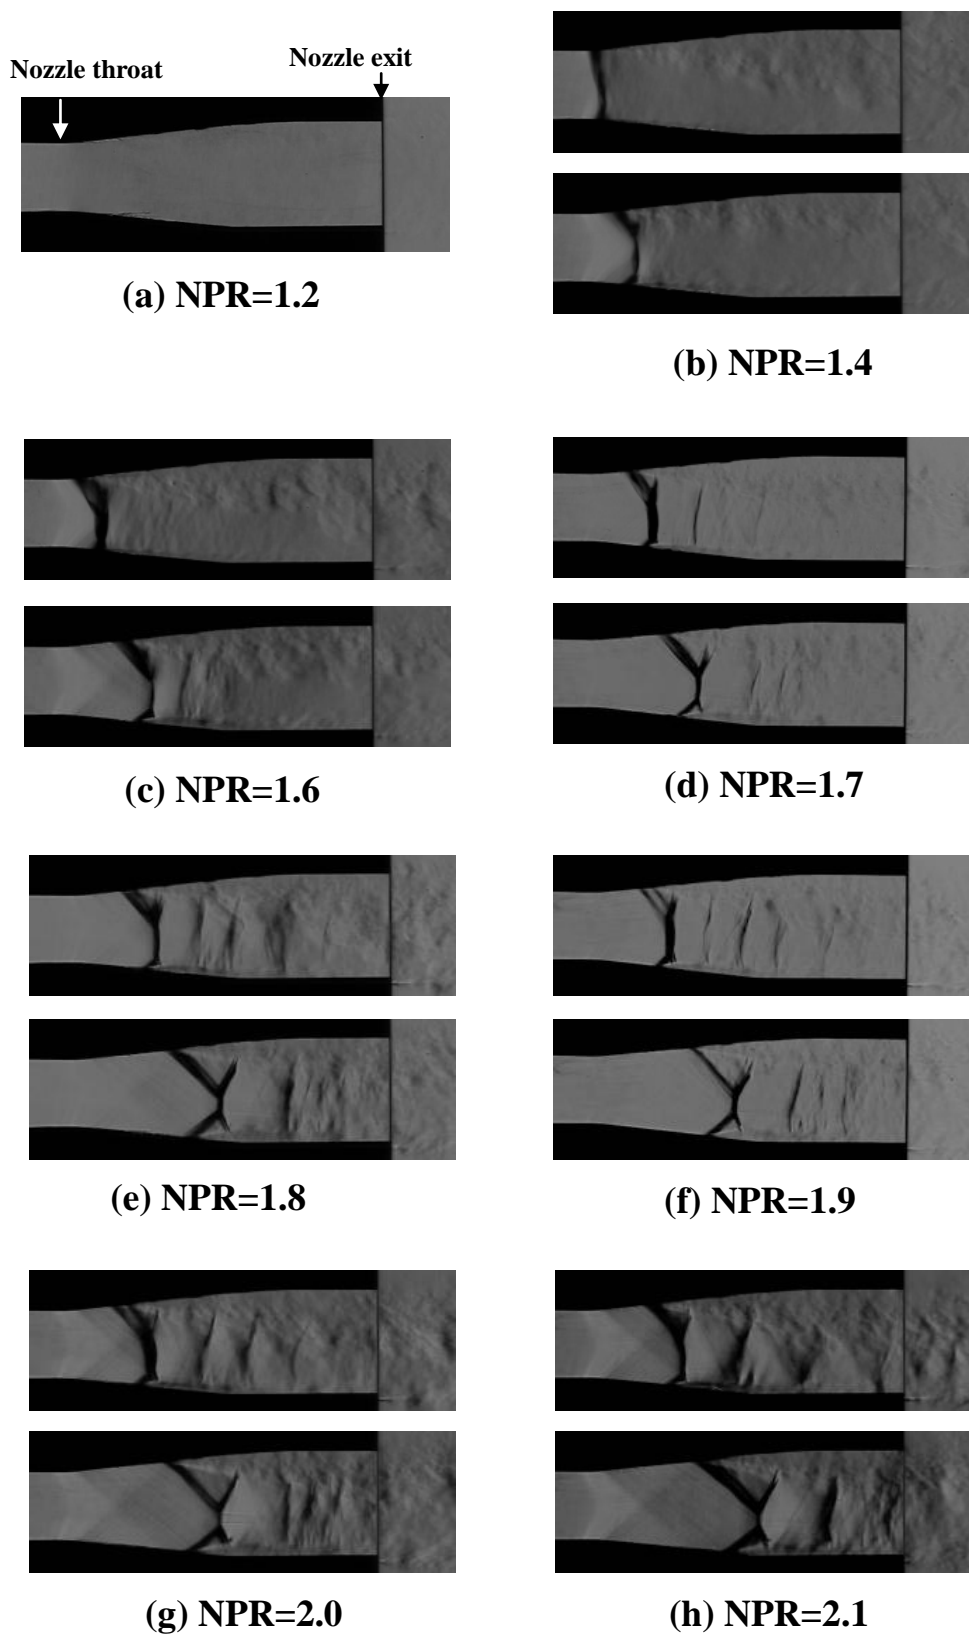 Nozzle throat
Nozzle exit
(a) NPR=1.2
(b) NPR=1.4
(c) NPR=1.6
(d) NPR=1.7
(e) NPR=1.8
(f) NPR=1.9
(g) NPR=2.0
(h) NPR=2.1